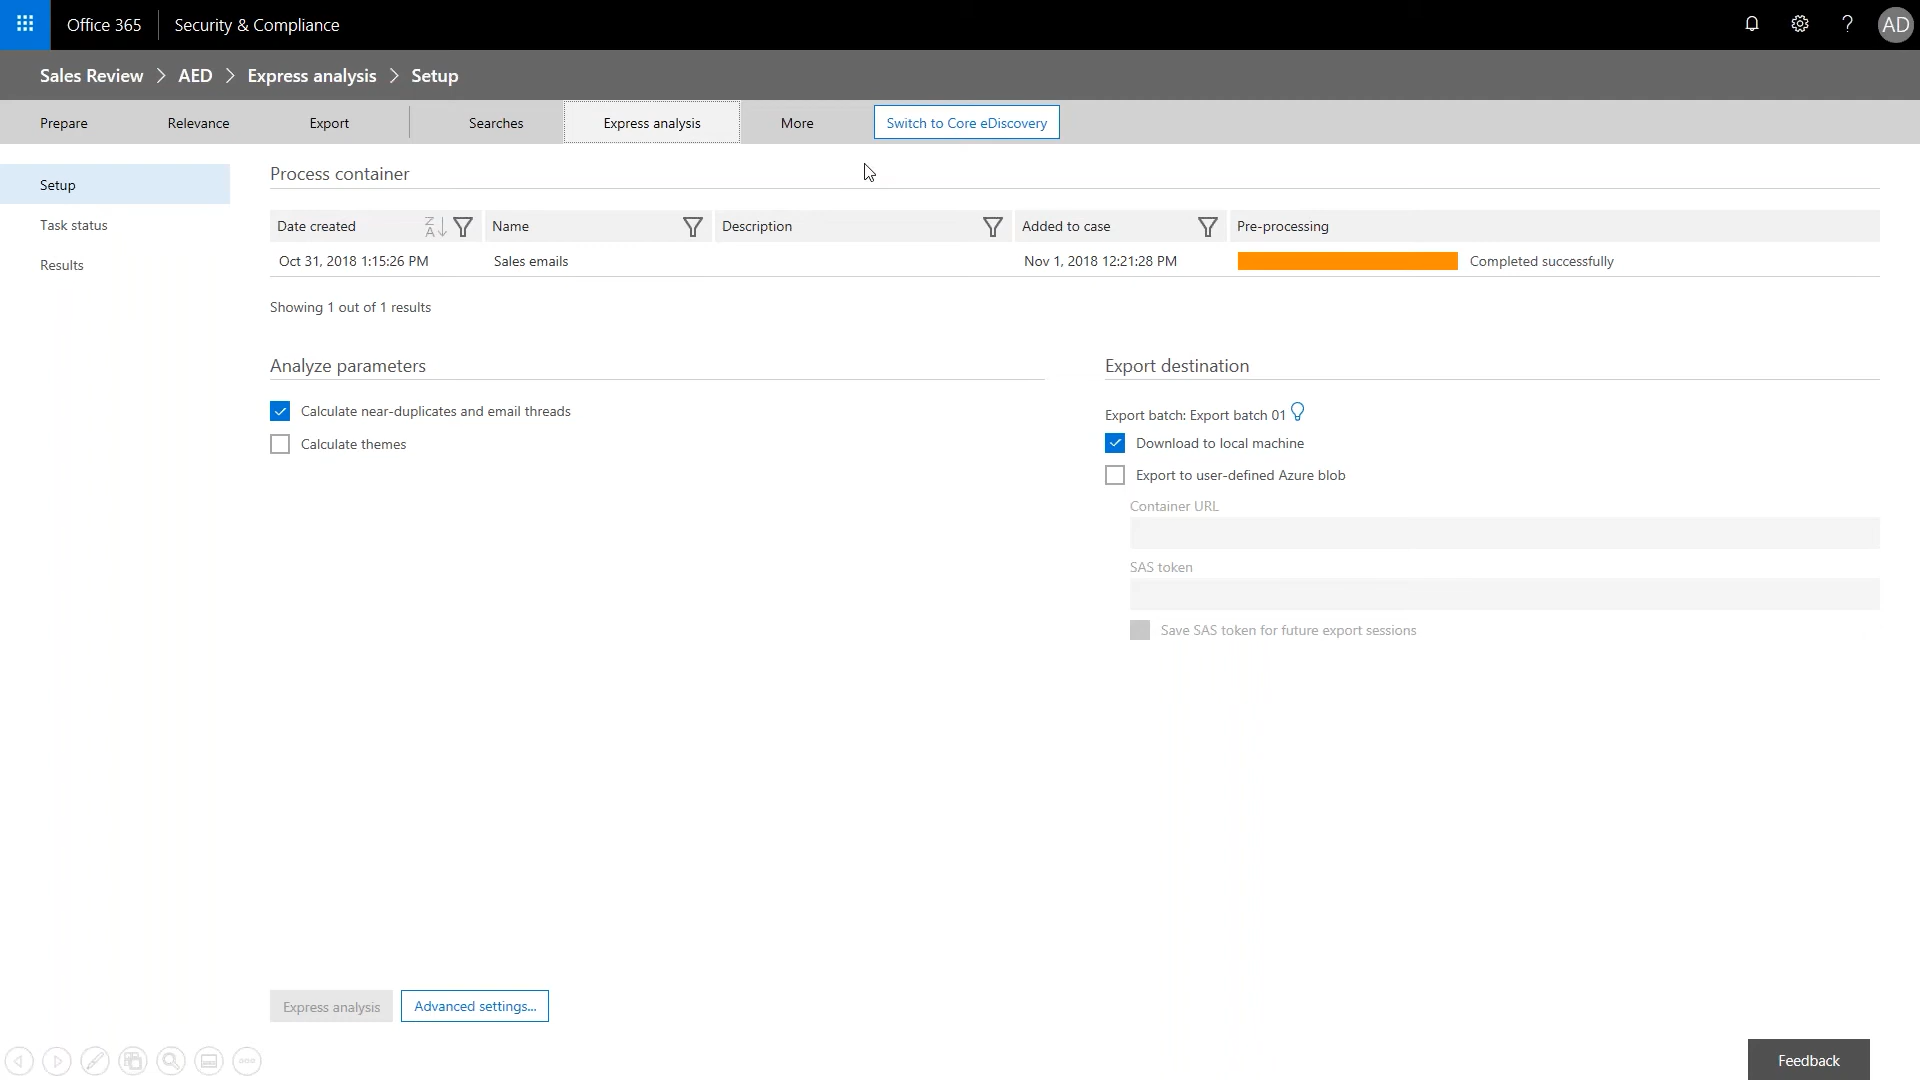 Office 365 Security & Compliance ? AD
Sales Review > AED > Express analysis > Setup
Prepare Relevance Export Searches Express analysis More Switch to Core eDiscovery
Setup
Task status
Results
Process container
Date created ZA Name Description Added to case Pre-processing
Oct 31, 2018 1:15:26 PM Sales emails Nov 1, 2018 12:21:28 PM Completed successfully
Showing 1 out of 1 results
Analyze parameters
Calculate near-duplicates and email threads
Calculate themes
Export destination
Export batch: Export batch 01
Download to local machine
Export to user-defined Azure blob
Container URL
SAS token
Save SAS token for future export sessions
Express analysis Advanced settings...
Feedback